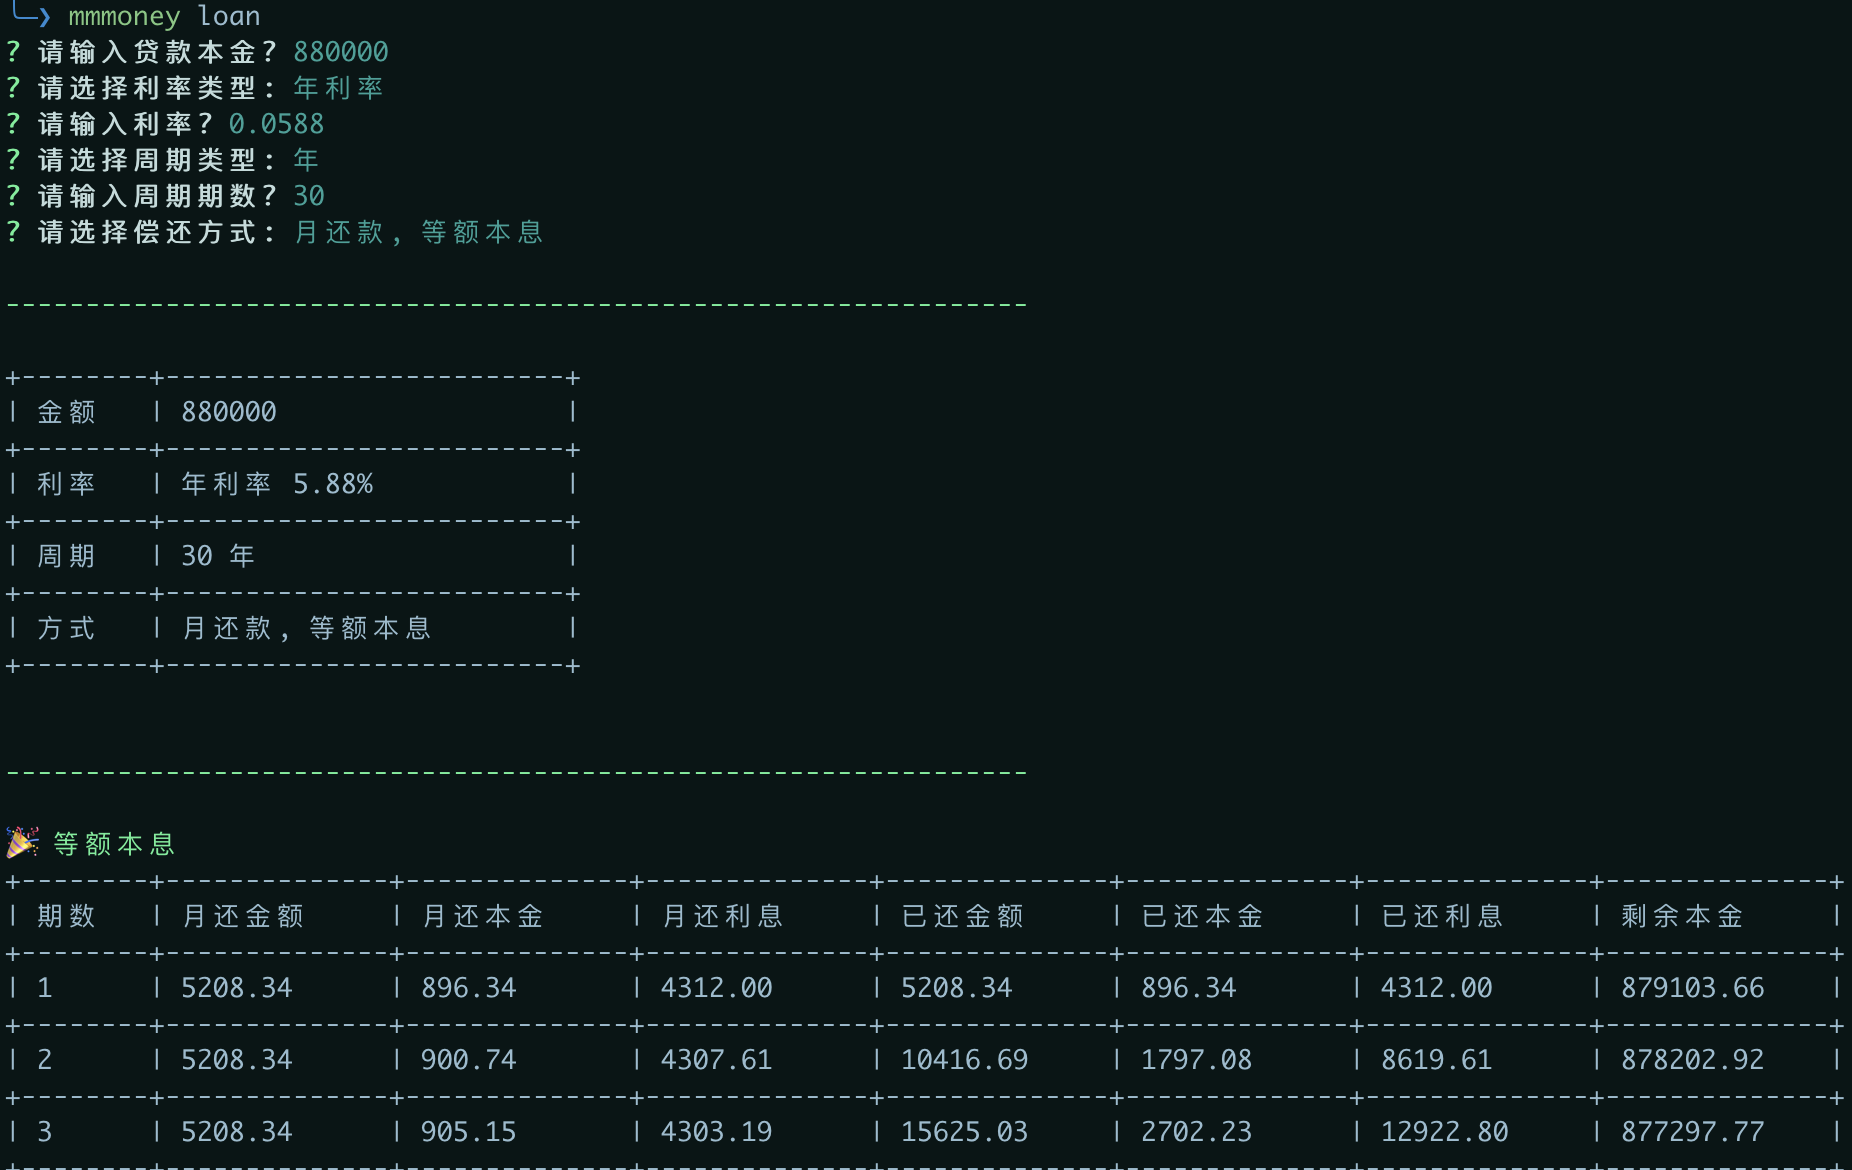 ╰─❯ mmmoney loan
? 请输入贷款本金? 880000
? 请选择利率类型: 年利率
? 请输入利率? 0.0588
? 请选择周期类型: 年
? 请输入周期期数? 30
? 请选择偿还方式: 月还款, 等额本息
----------------------------------------------------------------
+--------+-------------------------+
| 金额 | 880000 |
+--------+-------------------------+
| 利率 | 年利率 5.88% |
+--------+-------------------------+
| 周期 | 30 年 |
+--------+-------------------------+
| 方式 | 月还款, 等额本息 |
+--------+-------------------------+
----------------------------------------------------------------
🎉 等额本息
+--------+--------------+--------------+--------------+--------------+--------------+--------------+--------------+
| 期数 | 月还金额 | 月还本金 | 月还利息 | 已还金额 | 已还本金 | 已还利息 | 剩余本金 |
+--------+--------------+--------------+--------------+--------------+--------------+--------------+--------------+
| 1 | 5208.34 | 896.34 | 4312.00 | 5208.34 | 896.34 | 4312.00 | 879103.66 |
+--------+--------------+--------------+--------------+--------------+--------------+--------------+--------------+
| 2 | 5208.34 | 900.74 | 4307.61 | 10416.69 | 1797.08 | 8619.61 | 878202.92 |
+--------+--------------+--------------+--------------+--------------+--------------+--------------+--------------+
| 3 | 5208.34 | 905.15 | 4303.19 | 15625.03 | 2702.23 | 12922.80 | 877297.77 |
+--------+--------------+--------------+--------------+--------------+--------------+--------------+--------------+